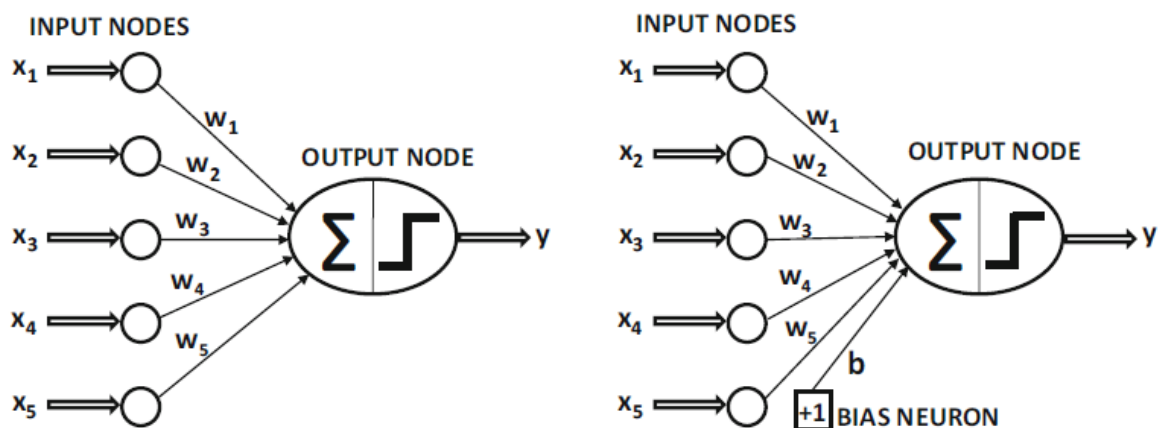 INPUT NODES
x₁
w₁
x₂
w₂
OUTPUT NODE
x₃
w₃
Σ
y
x₄
w₄
w₅
x₅
INPUT NODES
x₁
w₁
x₂
w₂
OUTPUT NODE
x₃
w₃
Σ
y
x₄
w₄
w₅
b
x₅
+1 BIAS NEURON